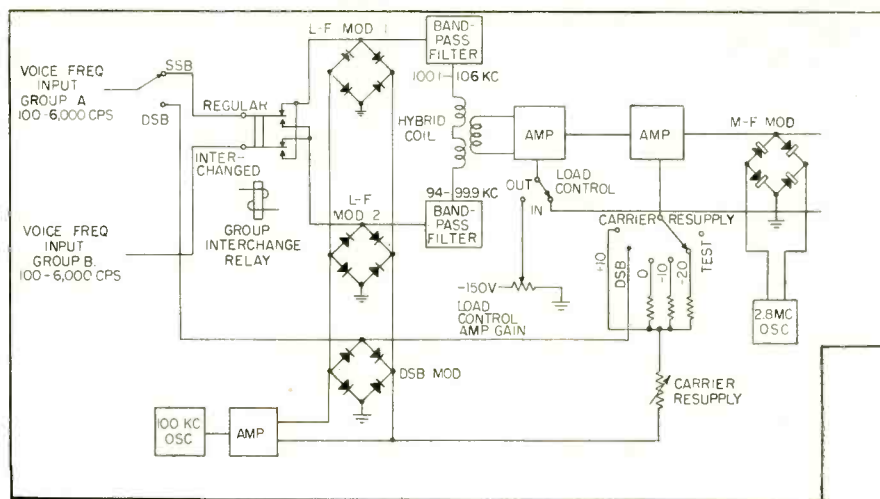 L-F MOD 1
BAND-
PASS
FILTER
VOICE FREQ
INPUT
GROUP A
100-6,000 CPS
SSB
DSB
REGULAR
INTER-
CHANGED
GROUP
INTERCHANGE
RELAY
100.1-106 KC
HYBRID
COIL
AMP
AMP
M-F MOD
LOAD
CONTROL
OUT
IN
94-99.9 KC
BAND-
PASS
FILTER
L-F
MOD 2
VOICE FREQ
INPUT
GROUP B.
100-6,000 CPS
CARRIER RESUPPLY
+10
DSB
0
-10
-20
TEST
-150V
LOAD
CONTROL
AMP GAIN
2.8MC
OSC
DSB MOD
CARRIER
RESUPPLY
100 KC
OSC
AMP